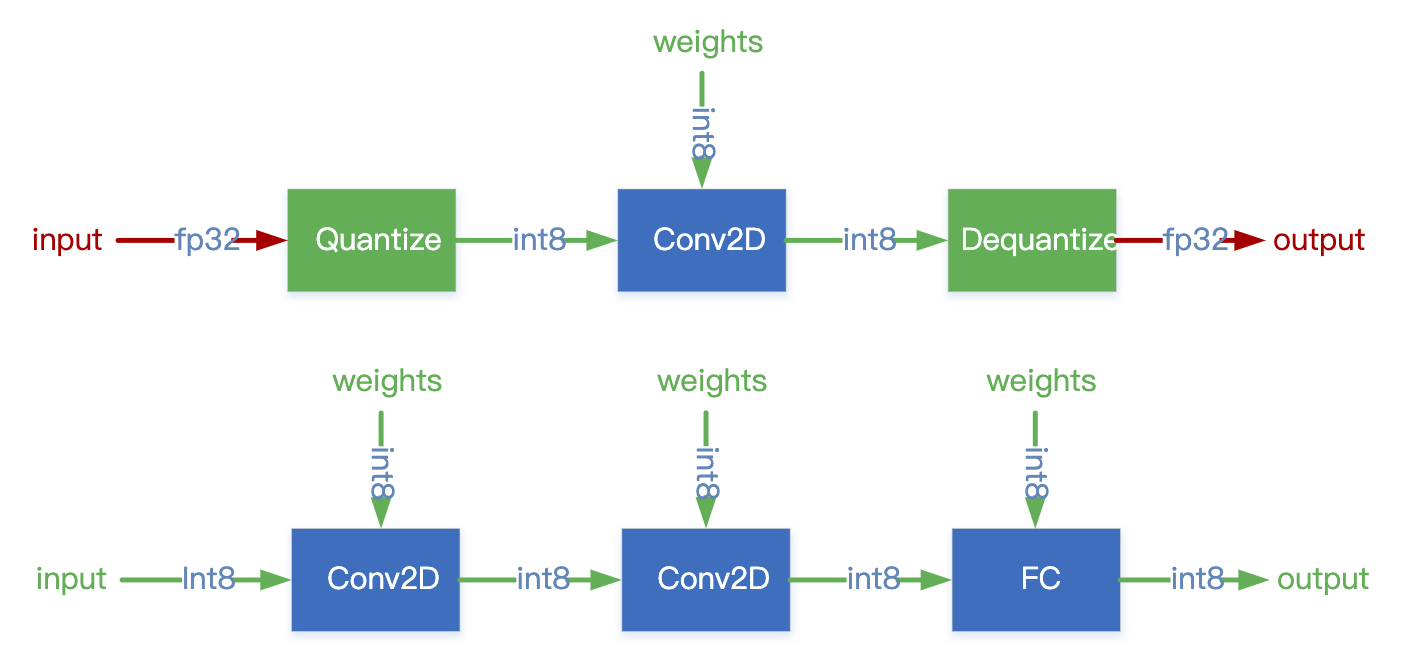 weights
int8
input fp32 Quantize int8 Conv2D int8 Dequantize fp32 output
weights weights weights
int8 int8 int8
input Int8 Conv2D int8 Conv2D int8 FC int8 output